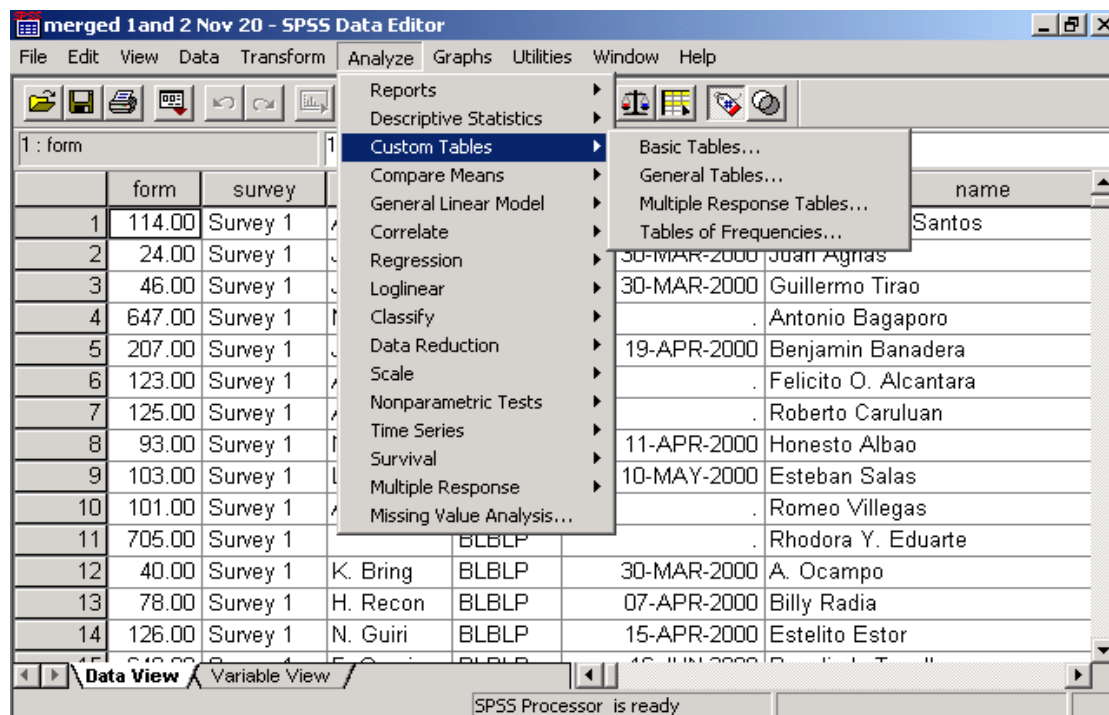 merged 1and 2 Nov 20 - SPSS Data Editor
File Edit View Data Transform Analyze Graphs Utilities Window Help
1 : form 1
Reports
Descriptive Statistics
Custom Tables
Compare Means
General Linear Model
Correlate
Regression
Loglinear
Classify
Data Reduction
Scale
Nonparametric Tests
Time Series
Survival
Multiple Response
Missing Value Analysis...
Basic Tables...
General Tables...
Multiple Response Tables...
Tables of Frequencies...
form survey name
1 114.00 Survey 1 Santos
2 24.00 Survey 1 30-MAR-2000 Juan Agrias
3 46.00 Survey 1 30-MAR-2000 Guillermo Tirao
4 647.00 Survey 1 . Antonio Bagaporo
5 207.00 Survey 1 19-APR-2000 Benjamin Banadera
6 123.00 Survey 1 . Felicito O. Alcantara
7 125.00 Survey 1 . Roberto Caruluan
8 93.00 Survey 1 11-APR-2000 Honesto Albao
9 103.00 Survey 1 10-MAY-2000 Esteban Salas
10 101.00 Survey 1 . Romeo Villegas
11 705.00 Survey 1 BLBLP . Rhodora Y. Eduarte
12 40.00 Survey 1 K. Bring BLBLP 30-MAR-2000 A. Ocampo
13 78.00 Survey 1 H. Recon BLBLP 07-APR-2000 Billy Radia
14 126.00 Survey 1 N. Guiri BLBLP 15-APR-2000 Estelito Estor
Data View Variable View
SPSS Processor is ready